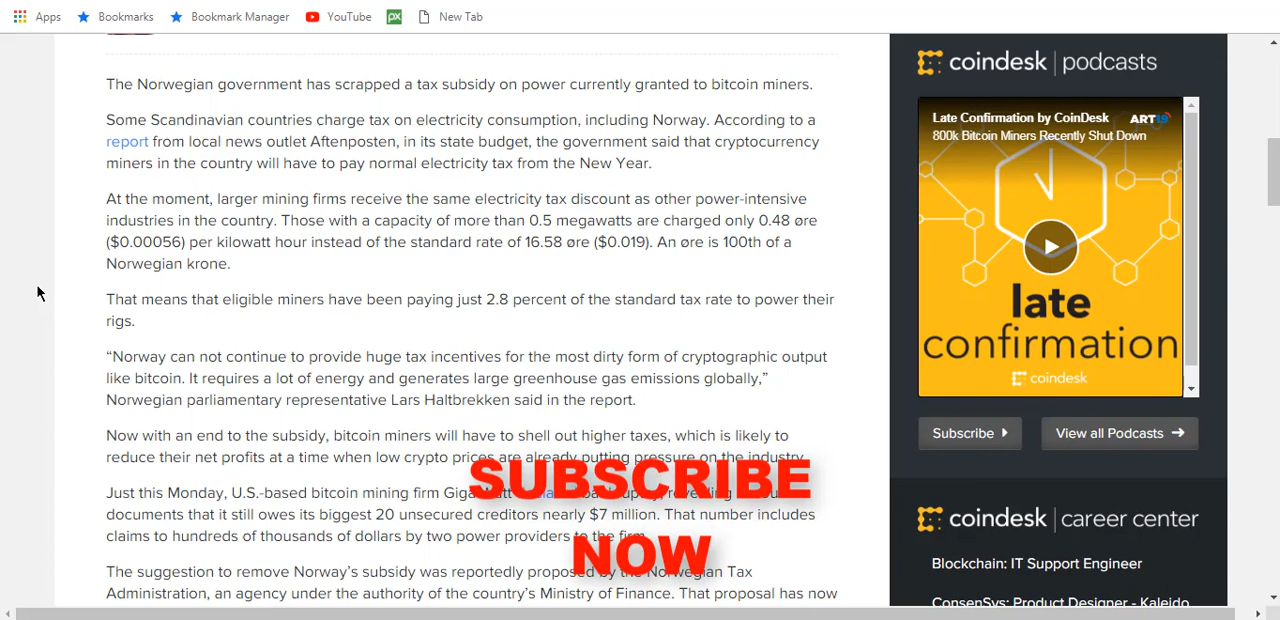 Apps Bookmarks Bookmark Manager YouTube px New Tab
The Norwegian government has scrapped a tax subsidy on power currently granted to bitcoin miners.
Some Scandinavian countries charge tax on electricity consumption, including Norway. According to a
report from local news outlet Aftenposten, in its state budget, the government said that cryptocurrency
miners in the country will have to pay normal electricity tax from the New Year.
At the moment, larger mining firms receive the same electricity tax discount as other power-intensive
industries in the country. Those with a capacity of more than 0.5 megawatts are charged only 0.48 øre
($0.00056) per kilowatt hour instead of the standard rate of 16.58 øre ($0.019). An øre is 100th of a
Norwegian krone.
That means that eligible miners have been paying just 2.8 percent of the standard tax rate to power their
rigs.
“Norway can not continue to provide huge tax incentives for the most dirty form of cryptographic output
like bitcoin. It requires a lot of energy and generates large greenhouse gas emissions globally,”
Norwegian parliamentary representative Lars Haltbrekken said in the report.
Now with an end to the subsidy, bitcoin miners will have to shell out higher taxes, which is likely to
reduce their net profits at a time when low crypto prices are already putting pressure on the industry.
Just this Monday, U.S.-based bitcoin mining firm Giga
documents that it still owes its biggest 20 unsecured creditors nearly $7 million. That number includes
claims to hundreds of thousands of dollars by two power providers to the firm.
The suggestion to remove Norway’s subsidy was reportedly proposed by the Norwegian Tax
Administration, an agency under the authority of the country’s Ministry of Finance. That proposal has now
SUBSCRIBE
NOW
coindesk | podcasts
Late Confirmation by CoinDesk ART19
800k Bitcoin Miners Recently Shut Down
late
confirmation
coindesk
Subscribe View all Podcasts
coindesk | career center
Blockchain: IT Support Engineer
ConsenSys: Product Designer - Kaleido